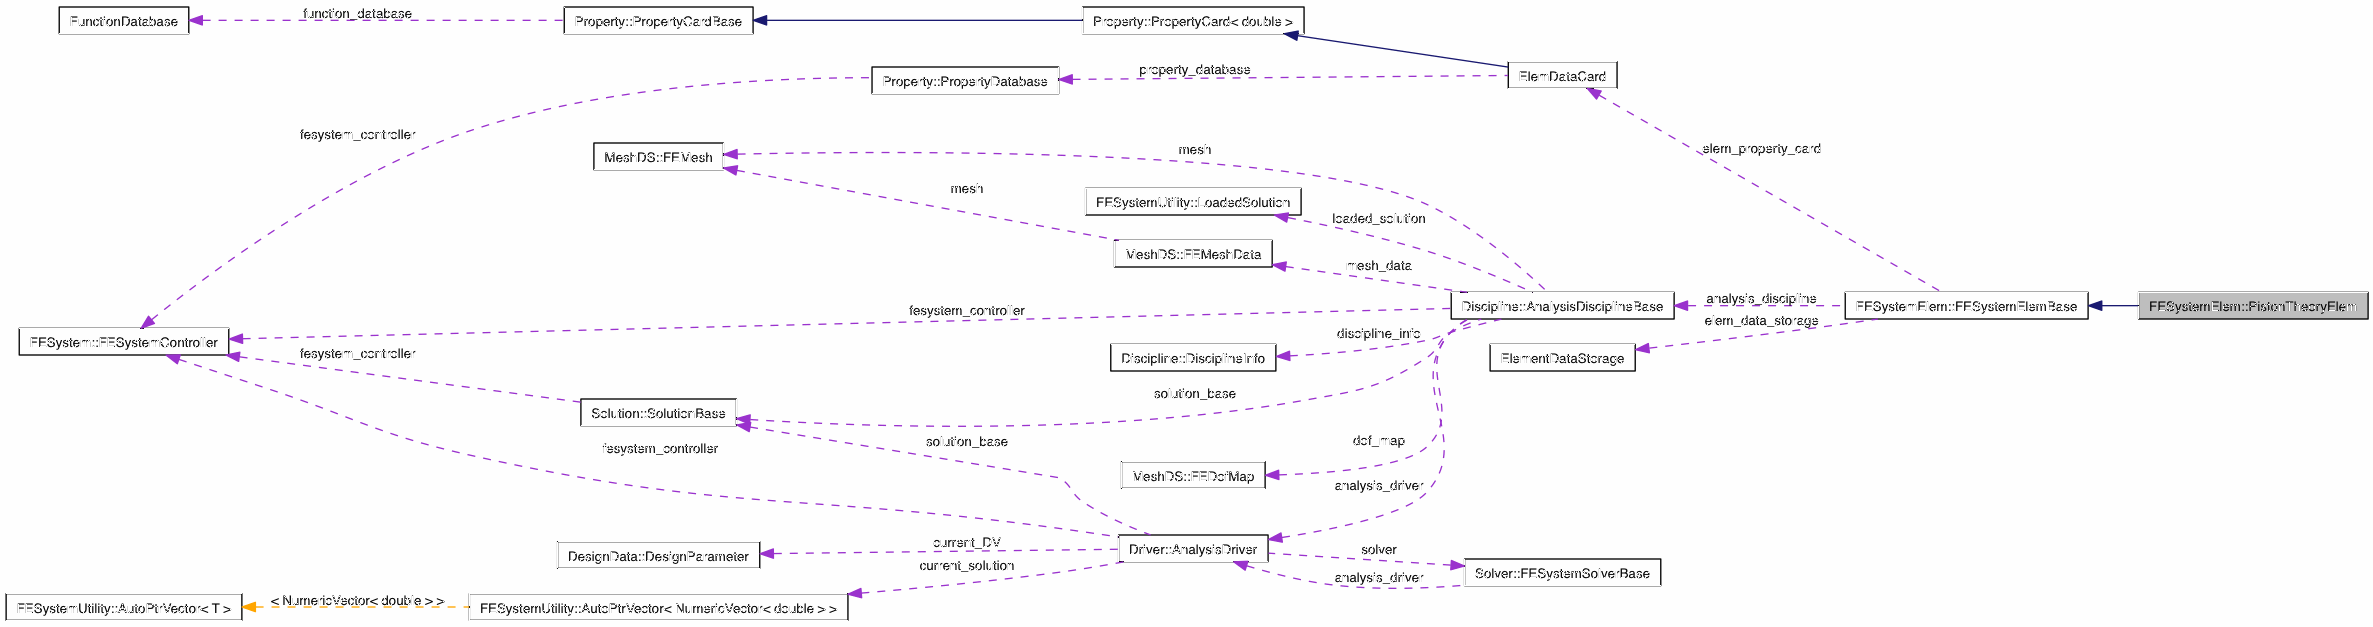 function_database
FunctionDatabase
Property::PropertyCardBase
Property::PropertyCard< double >
property_database
ElemDataCard
Property::PropertyDatabase
fesystem_controller
mesh
elem_property_card
MeshDS::FEMesh
mesh
FESystemUtility::LoadedSolution
loaded_solution
MeshDS::FEMeshData
mesh_data
analysis_discipline
Discipline::AnalysisDisciplineBase
FESystemElem::FESystemElemBase
FESystemElem::PistonTheoryElem
fesystem_controller
elem_data_storage
discipline_info
FESystem::FESystemController
fesystem_controller
Discipline::DisciplineInfo
ElementDataStorage
solution_base
Solution::SolutionBase
solution_base
dof_map
fesystem_controller
MeshDS::FEDofMap
analysis_driver
current_DV
Driver::AnalysisDriver
solver
DesignData::DesignParameter
current_solution
Solver::FESystemSolverBase
analysis_driver
< NumericVector< double > >
FESystemUtility::AutoPtrVector< T >
FESystemUtility::AutoPtrVector< NumericVector< double > >